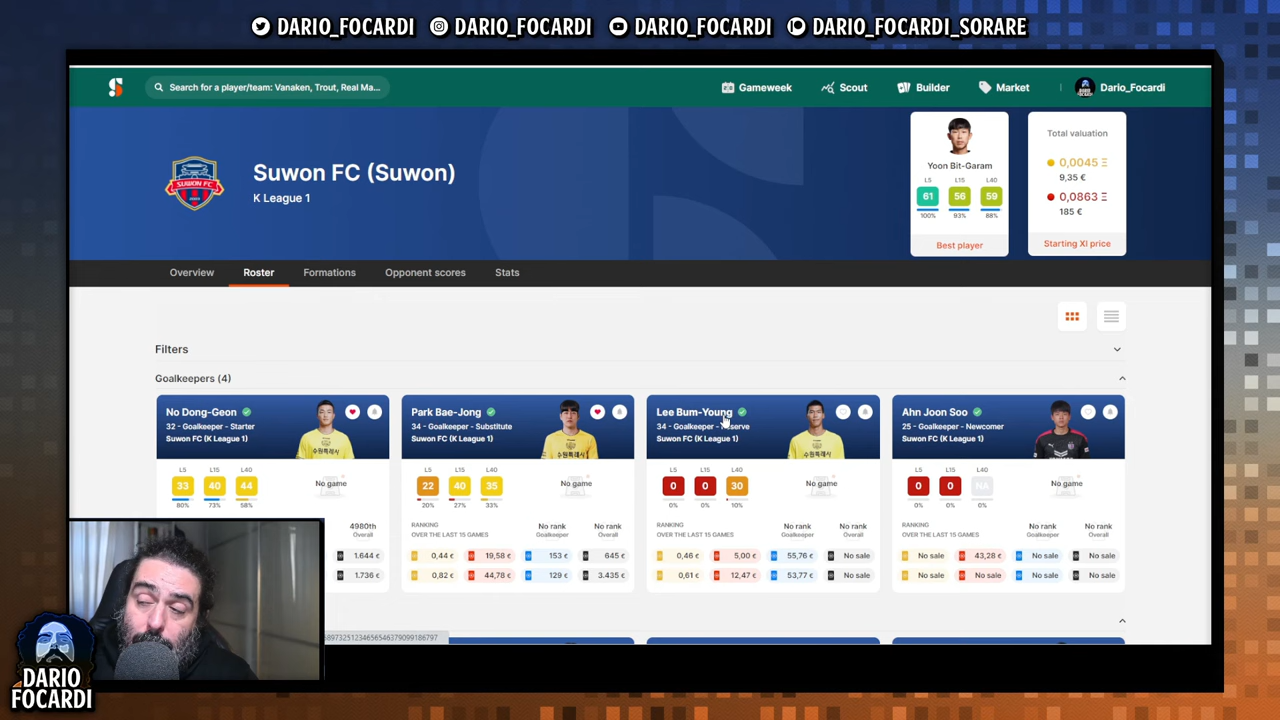 DARIO_FOCARDI DARIO_FOCARDI DARIO_FOCARDI DARIO_FOCARDI_SORARE
Search for a player/team: Vanaken, Trout, Real Ma...
Gameweek Scout Builder Market Dario_Focardi
Suwon FC (Suwon)
K League 1
SUWON FC
Yoon Bit-Garam
L5 L15 L40
61 56 59
100% 93% 88%
Best player
Total valuation
0,0045 Ξ
9,35 €
0,0863 Ξ
185 €
Starting XI price
Overview Roster Formations Opponent scores Stats
Filters
Goalkeepers (4)
No Dong-Geon
32 - Goalkeeper - Starter
Suwon FC (K League 1)
L5 L15 L40
33 40 44
80% 73% 58%
No game
4980th
Overall
1.644 €
1.736 €
Park Bae-Jong
34 - Goalkeeper - Substitute
Suwon FC (K League 1)
L5 L15 L40
22 40 35
20% 27% 33%
No game
RANKING No rank No rank
OVER THE LAST 15 GAMES Goalkeeper Overall
0,44 € 19,58 € 153 € 645 €
0,82 € 44,78 € 129 € 3.435 €
Lee Bum-Young
34 - Goalkeeper - Reserve
Suwon FC (K League 1)
L5 L15 L40
0 0 30
0% 0% 10%
No game
RANKING No rank No rank
OVER THE LAST 15 GAMES Goalkeeper Overall
0,46 € 5,00 € 55,76 € No sale
0,61 € 12,47 € 53,77 € No sale
Ahn Joon Soo
25 - Goalkeeper - Newcomer
Suwon FC (K League 1)
L5 L15 L40
0 0 NA
0% 0%
No game
RANKING No rank No rank
OVER THE LAST 15 GAMES Goalkeeper Overall
No sale 43,28 € No sale No sale
No sale No sale No sale No sale
DARIO
FOCARDI